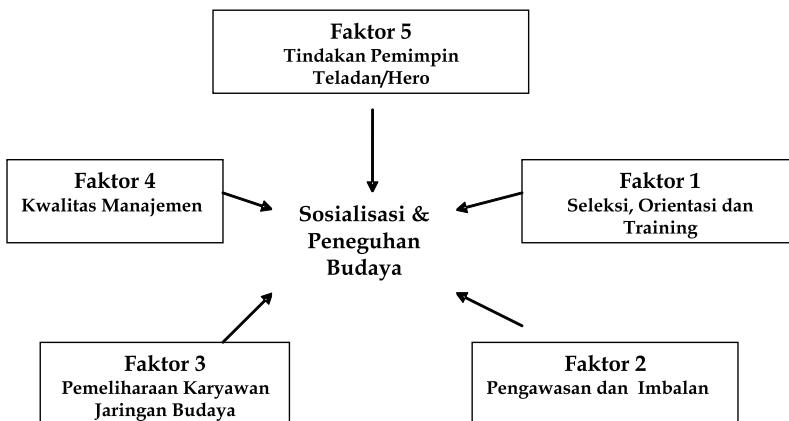 Faktor 5
Tindakan Pemimpin
Teladan/Hero
Faktor 4
Kwalitas Manajemen
Faktor 1
Seleksi, Orientasi dan
Training
Sosialisasi &
Peneguhan
Budaya
Faktor 3
Pemeliharaan Karyawan
Jaringan Budaya
Faktor 2
Pengawasan dan Imbalan